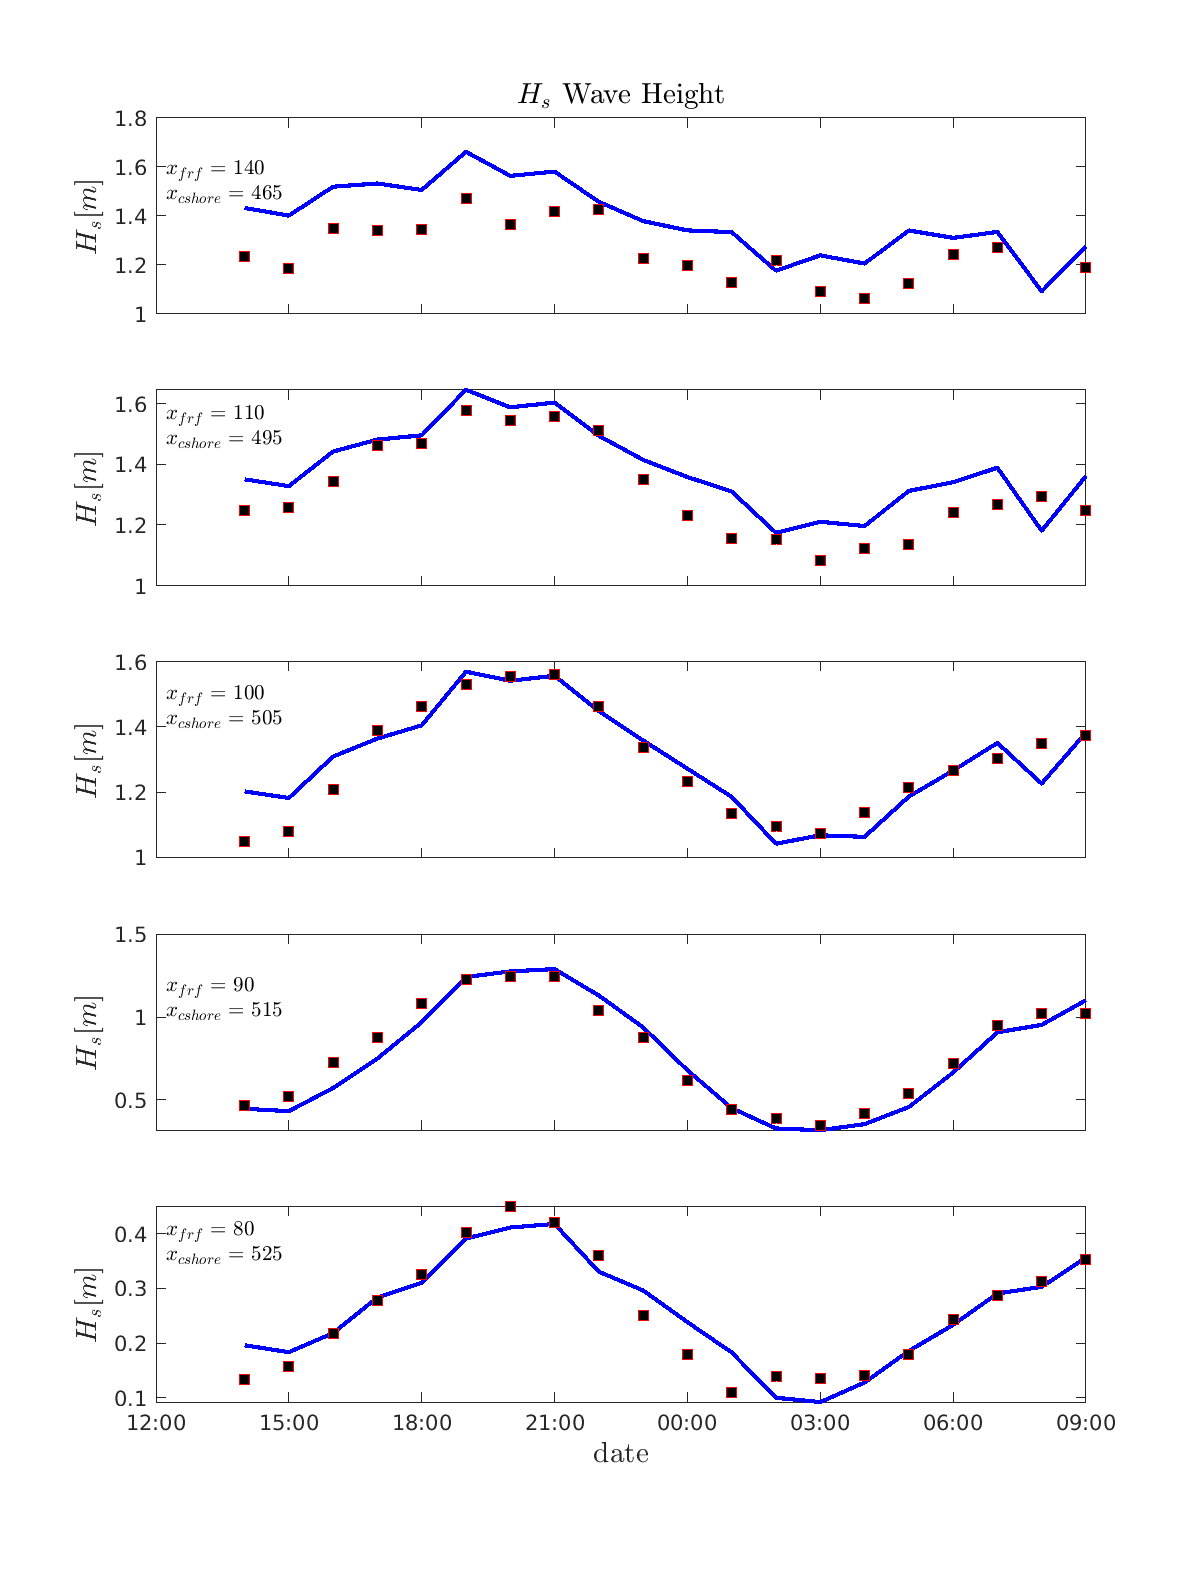 H_s Wave Height
1.8
1.6
1.4
1.2
1
H_s[m]
x_frf = 140
x_cshore = 465
1.6
1.4
1.2
1
H_s[m]
x_frf = 110
x_cshore = 495
1.6
1.4
1.2
1
H_s[m]
x_frf = 100
x_cshore = 505
1.5
1
0.5
H_s[m]
x_frf = 90
x_cshore = 515
0.4
0.3
0.2
0.1
H_s[m]
x_frf = 80
x_cshore = 525
12:00 15:00 18:00 21:00 00:00 03:00 06:00 09:00
date